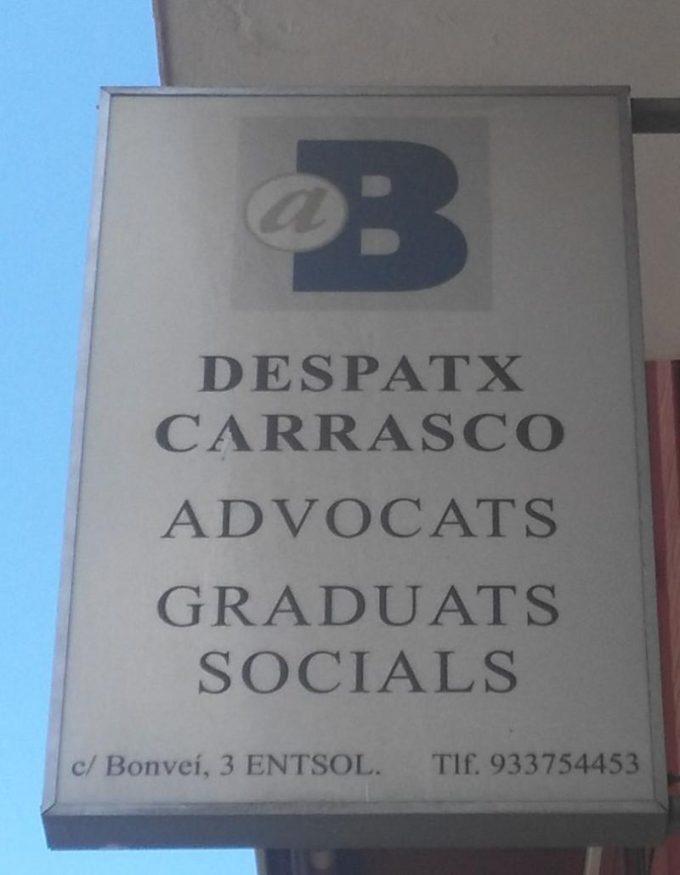 aB
DESPATX
CARRASCO
ADVOCATS
GRADUATS
SOCIALS
c/ Bonveí, 3 ENTSOL. Tlf. 933754453